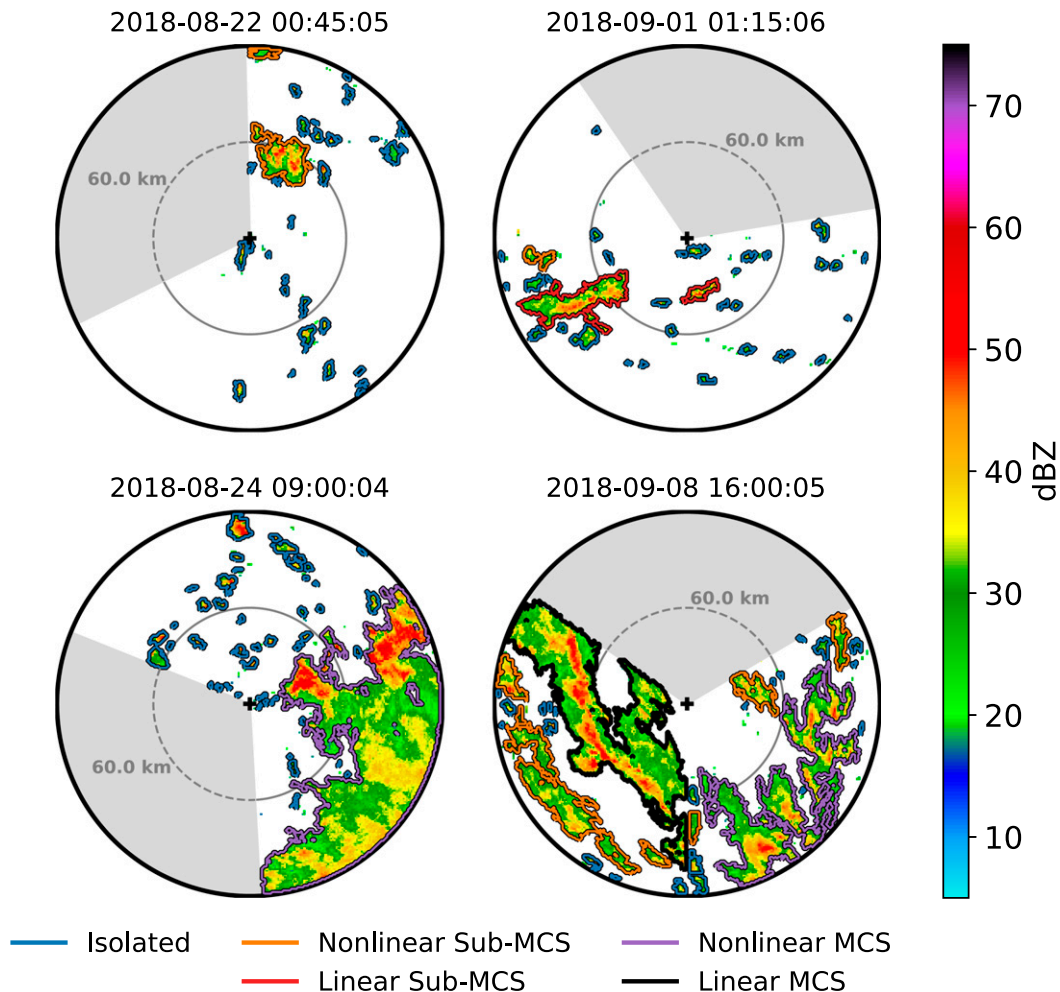 2018-08-22 00:45:05
2018-09-01 01:15:06
60.0 km
60.0 km
2018-08-24 09:00:04
2018-09-08 16:00:05
60.0 km
60.0 km
70
60
50
40
30
20
10
dBZ
Isolated
Nonlinear Sub-MCS
Nonlinear MCS
Linear Sub-MCS
Linear MCS